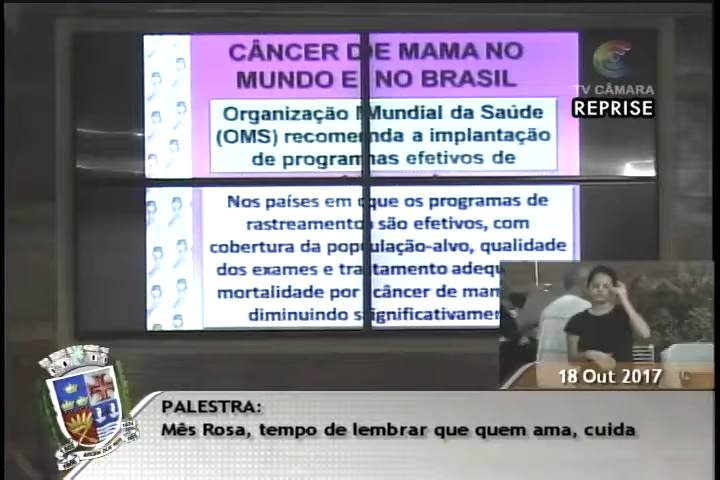 CÂNCER DE MAMA NO
MUNDO E NO BRASIL
TV CÂMARA
REPRISE
Organização Mundial da Saúde
(OMS) recomenda a implantação
de programas efetivos de
Nos países em que os programas de
rastreamento são efetivos, com
cobertura da população-alvo, qualidade
dos exames e tratamento adequ
mortalidade por câncer de mam
diminuindo significativamen
18 Out 2017
PALESTRA:
Mês Rosa, tempo de lembrar que quem ama, cuida